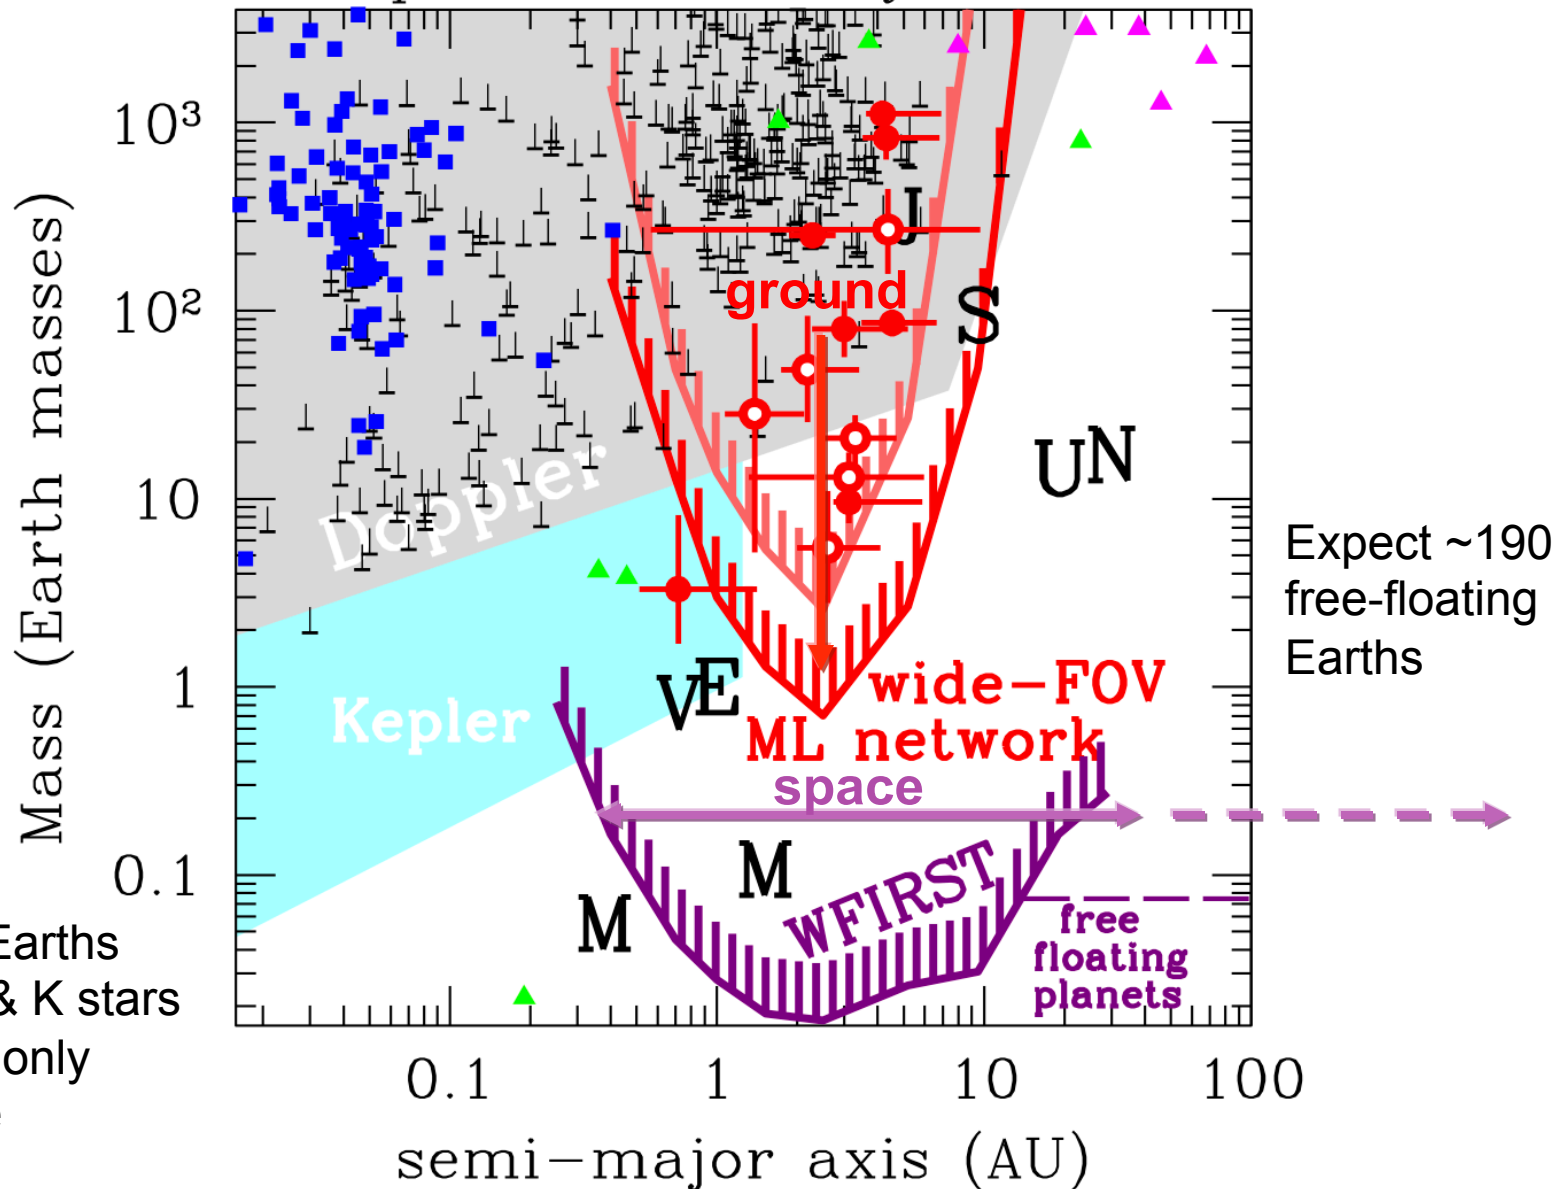 10³
J
ground
10²
S
Doppler
10
UN
Expect ~190
free-floating
Earths
Mass (Earth masses)
1
VE
wide-FOV
Kepler
ML network
space
0.1
M
WFIRST
M
free
floating
planets
Earths
& K stars
only
0.1
1
10
100
semi-major axis (AU)